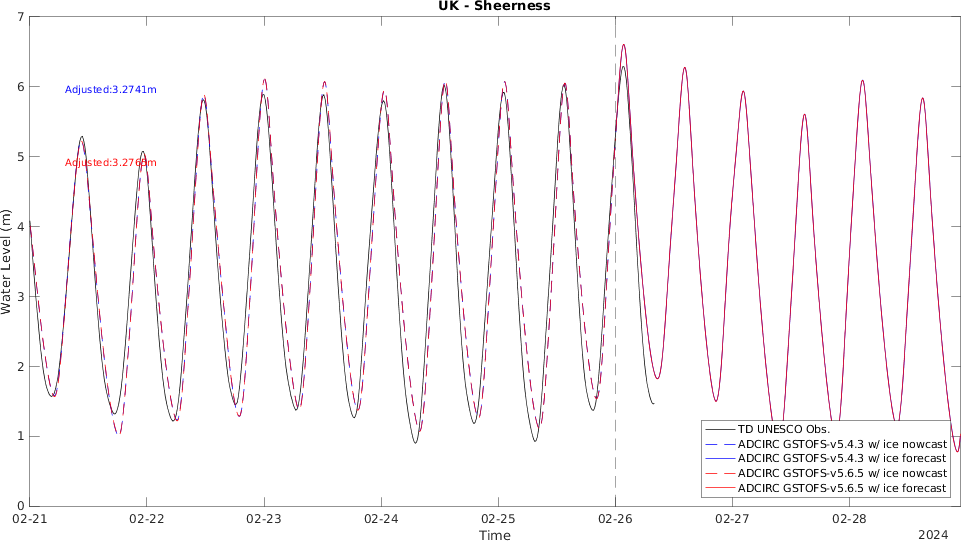 UK - Sheerness
7
6
5
4
3
2
1
0
Water Level (m)
Adjusted:3.2741m
Adjusted:3.2765m
TD UNESCO Obs.
ADCIRC GSTOFS-v5.4.3 w/ ice nowcast
ADCIRC GSTOFS-v5.4.3 w/ ice forecast
ADCIRC GSTOFS-v5.6.5 w/ ice nowcast
ADCIRC GSTOFS-v5.6.5 w/ ice forecast
02-21 02-22 02-23 02-24 02-25 02-26 02-27 02-28
Time
2024